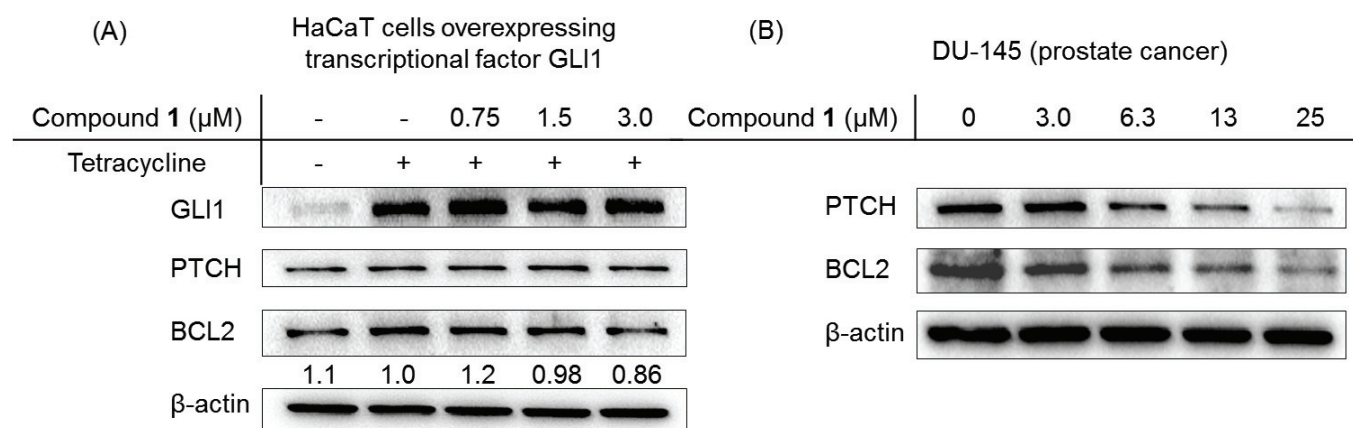 (A)
HaCaT cells overexpressing
transcriptional factor GLI1
Compound 1 (µM) - - 0.75 1.5 3.0
Tetracycline - + + + +
GLI1
PTCH
BCL2
1.1 1.0 1.2 0.98 0.86
β-actin
(B)
DU-145 (prostate cancer)
Compound 1 (µM) 0 3.0 6.3 13 25
PTCH
BCL2
β-actin